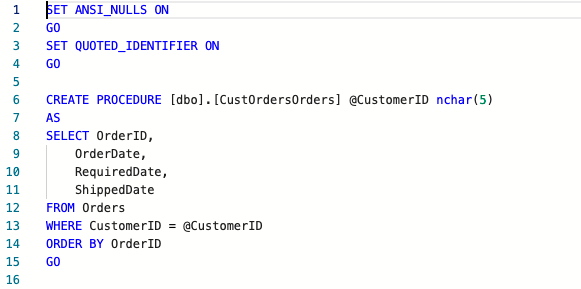 1 SET ANSI_NULLS ON
2 GO
3 SET QUOTED_IDENTIFIER ON
4 GO
5
6 CREATE PROCEDURE [dbo].[CustOrdersOrders] @CustomerID nchar(5)
7 AS
8 SELECT OrderID,
9     OrderDate,
10     RequiredDate,
11     ShippedDate
12 FROM Orders
13 WHERE CustomerID = @CustomerID
14 ORDER BY OrderID
15 GO
16